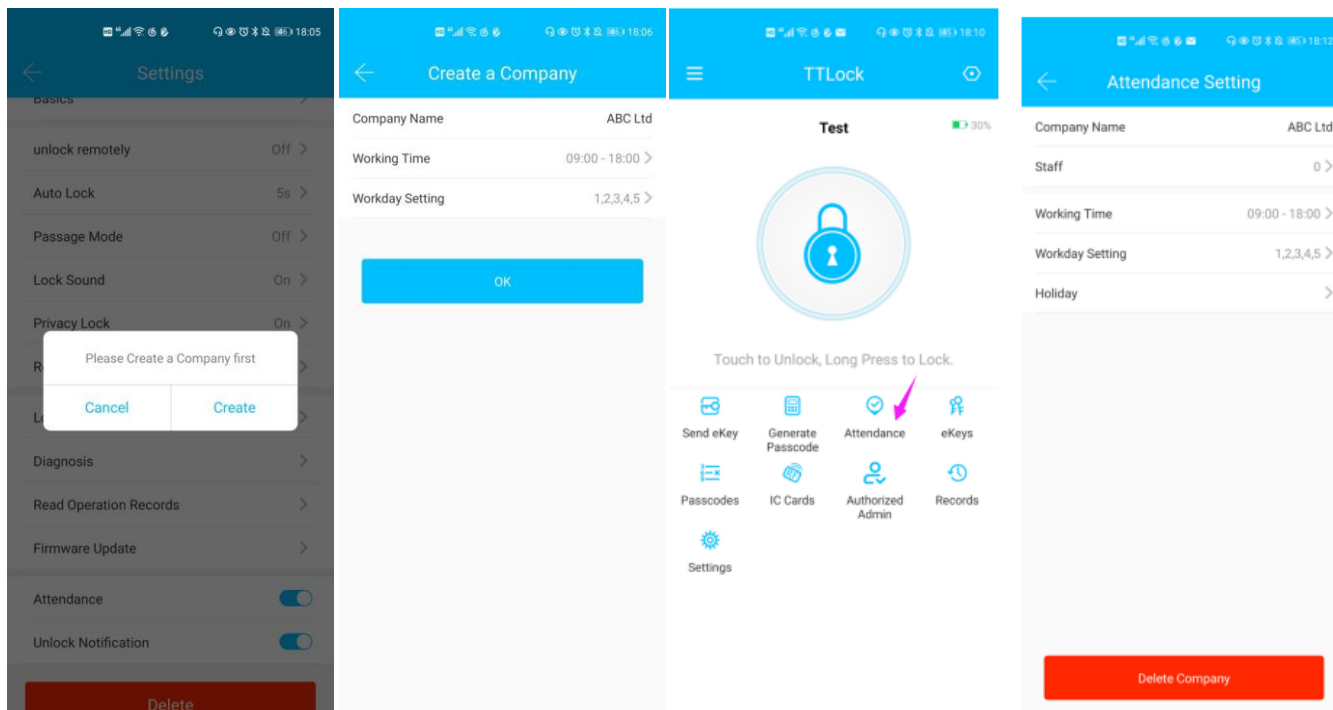 18:05
Settings
Basics
unlock remotely Off
Auto Lock 5s
Passage Mode Off
Lock Sound On
Privacy Lock On
Please Create a Company first
Cancel Create
Diagnosis
Read Operation Records
Firmware Update
Attendance
Unlock Notification
Delete
18:06
Create a Company
Company Name ABC Ltd
Working Time 09:00 - 18:00
Workday Setting 1,2,3,4,5
OK
18:10
TTLock
Test 30%
1
Touch to Unlock, Long Press to Lock.
Send eKey
Generate
Passcode
Attendance
eKeys
Passcodes
IC Cards
Authorized
Admin
Records
Settings
18:12
Attendance Setting
Company Name ABC Ltd
Staff 0
Working Time 09:00 - 18:00
Workday Setting 1,2,3,4,5
Holiday
Delete Company